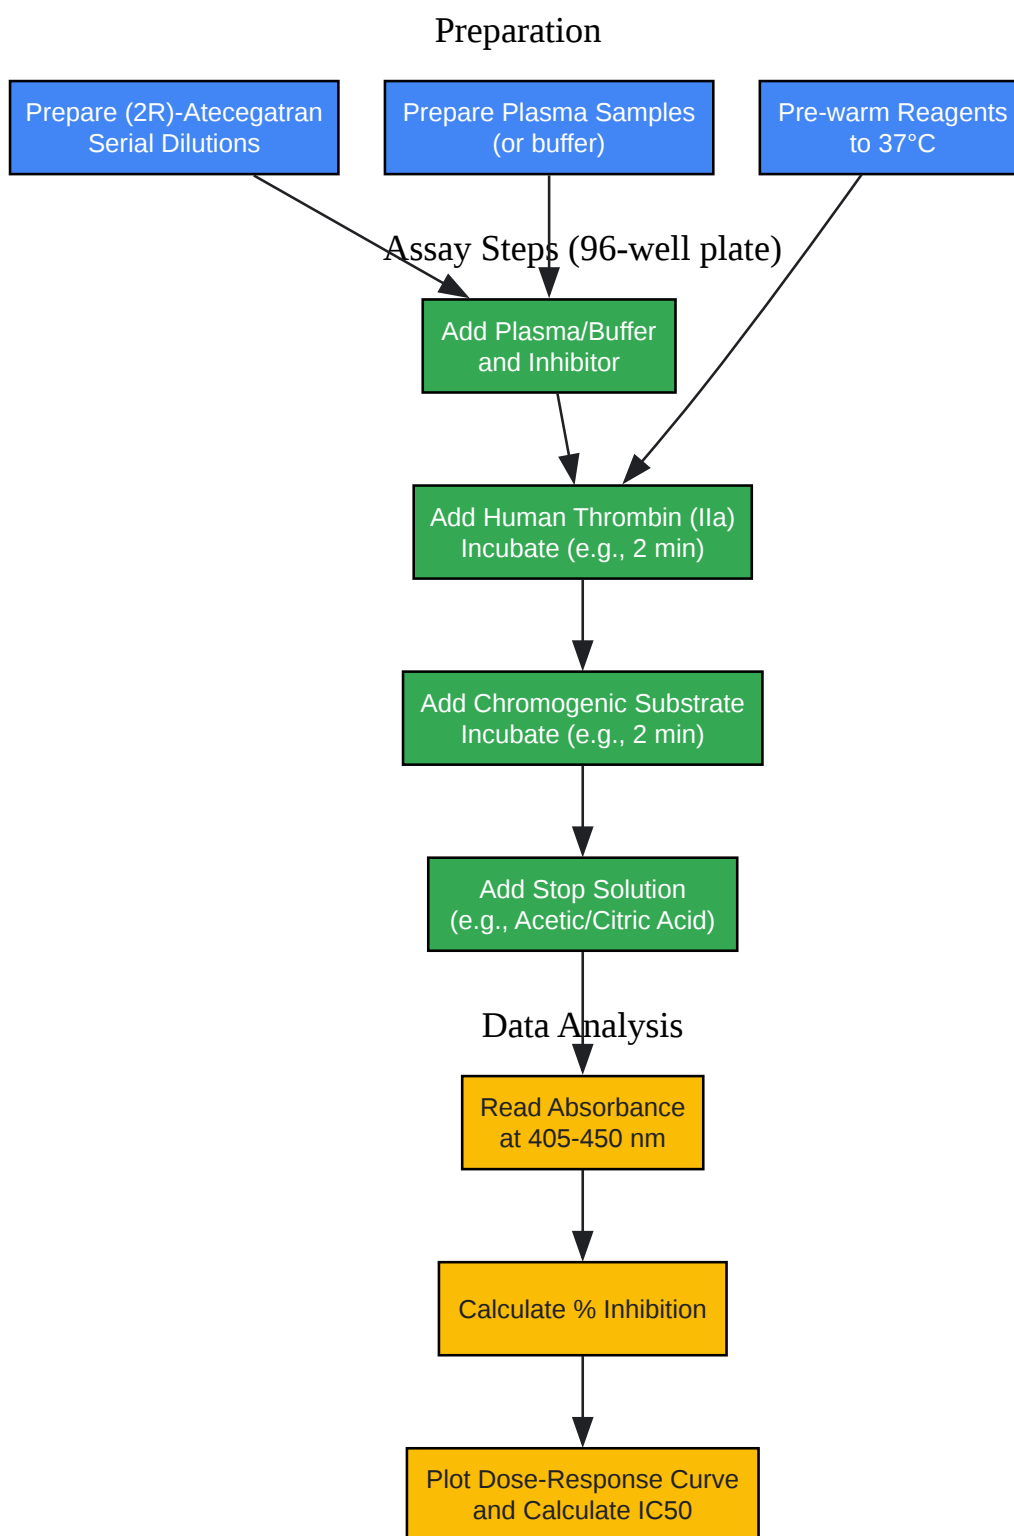 Preparation
Prepare (2R)-Atecegatran
Serial Dilutions
Prepare Plasma Samples
(or buffer)
Pre-warm Reagents
to 37°C
Assay Steps (96-well plate)
Add Plasma/Buffer
and Inhibitor
Add Human Thrombin (IIa)
Incubate (e.g., 2 min)
Add Chromogenic Substrate
Incubate (e.g., 2 min)
Add Stop Solution
(e.g., Acetic/Citric Acid)
Data Analysis
Read Absorbance
at 405-450 nm
Calculate % Inhibition
Plot Dose-Response Curve
and Calculate IC50